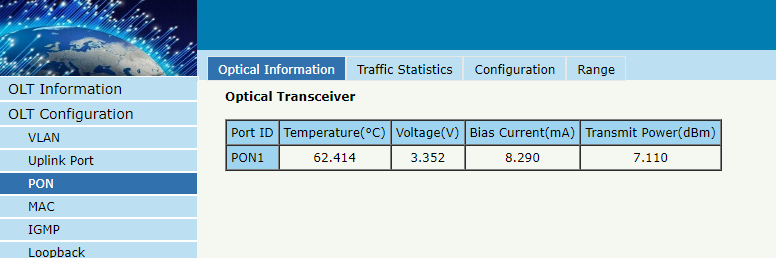 Optical Information Traffic Statistics Configuration Range
OLT Information
OLT Configuration
VLAN
Uplink Port
PON
MAC
IGMP
Loopback
Optical Transceiver
Port ID Temperature(°C) Voltage(V) Bias Current(mA) Transmit Power(dBm)
PON1 62.414 3.352 8.290 7.110